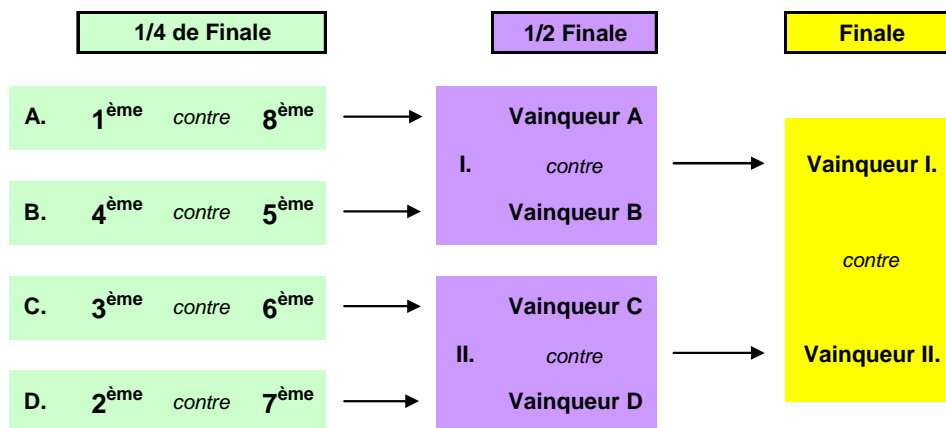 1/4 de Finale
1/2 Finale
Finale
A. 1ème contre 8ème
B. 4ème contre 5ème
C. 3ème contre 6ème
D. 2ème contre 7ème
Vainqueur A
I. contre
Vainqueur B
Vainqueur C
II. contre
Vainqueur D
Vainqueur I.
contre
Vainqueur II.